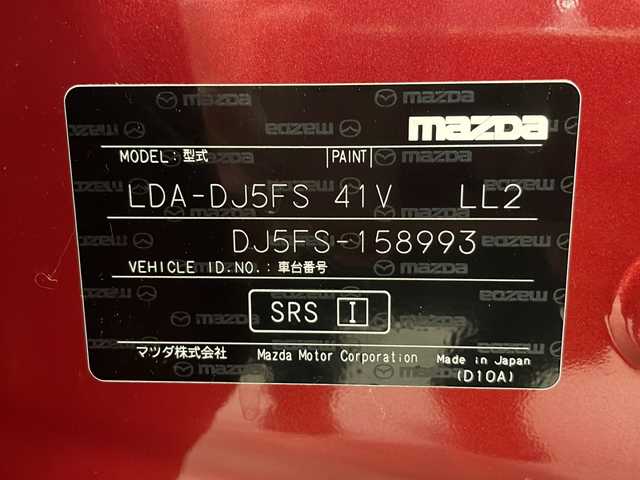 mazda
MODEL:型式 PAINT
LDA-DJ5FS 41V LL2
DJ5FS-158993
VEHICLE ID.NO.:車台番号
SRS I
マツダ株式会社 Mazda Motor Corporation Made in Japan
(D10A)